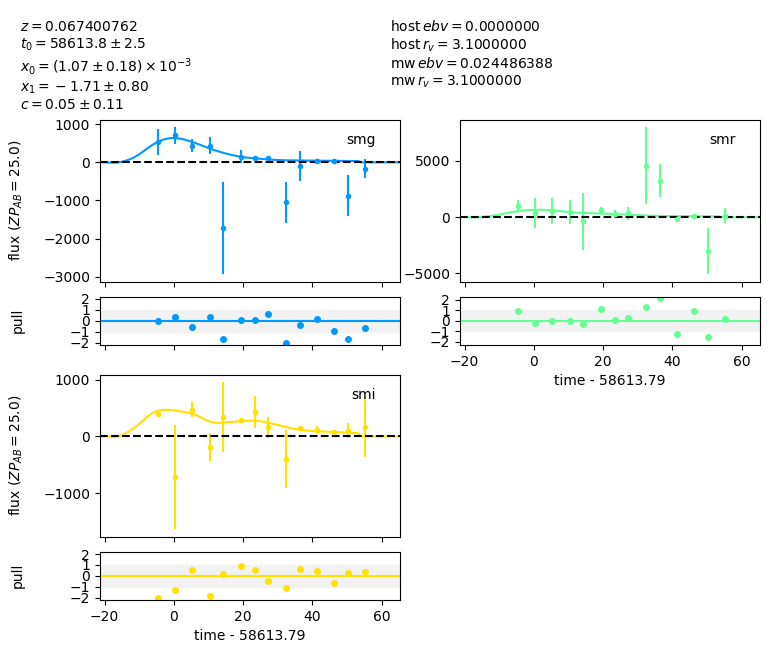 z = 0.067400762
t₀ = 58613.8 ± 2.5
x₀ = (1.07 ± 0.18) × 10⁻³
x₁ = −1.71 ± 0.80
c = 0.05 ± 0.11
host ebv = 0.0000000
host r_v = 3.1000000
mw ebv = 0.024486388
mw r_v = 3.1000000
smg
1000
0
−1000
−2000
−3000
flux (ZP_AB = 25.0)
smr
5000
0
−5000
2
1
0
−1
−2
pull
2
1
0
−1
−2
−20
0
20
40
60
time - 58613.79
smi
1000
0
−1000
flux (ZP_AB = 25.0)
2
1
0
−1
−2
pull
−20
0
20
40
60
time - 58613.79